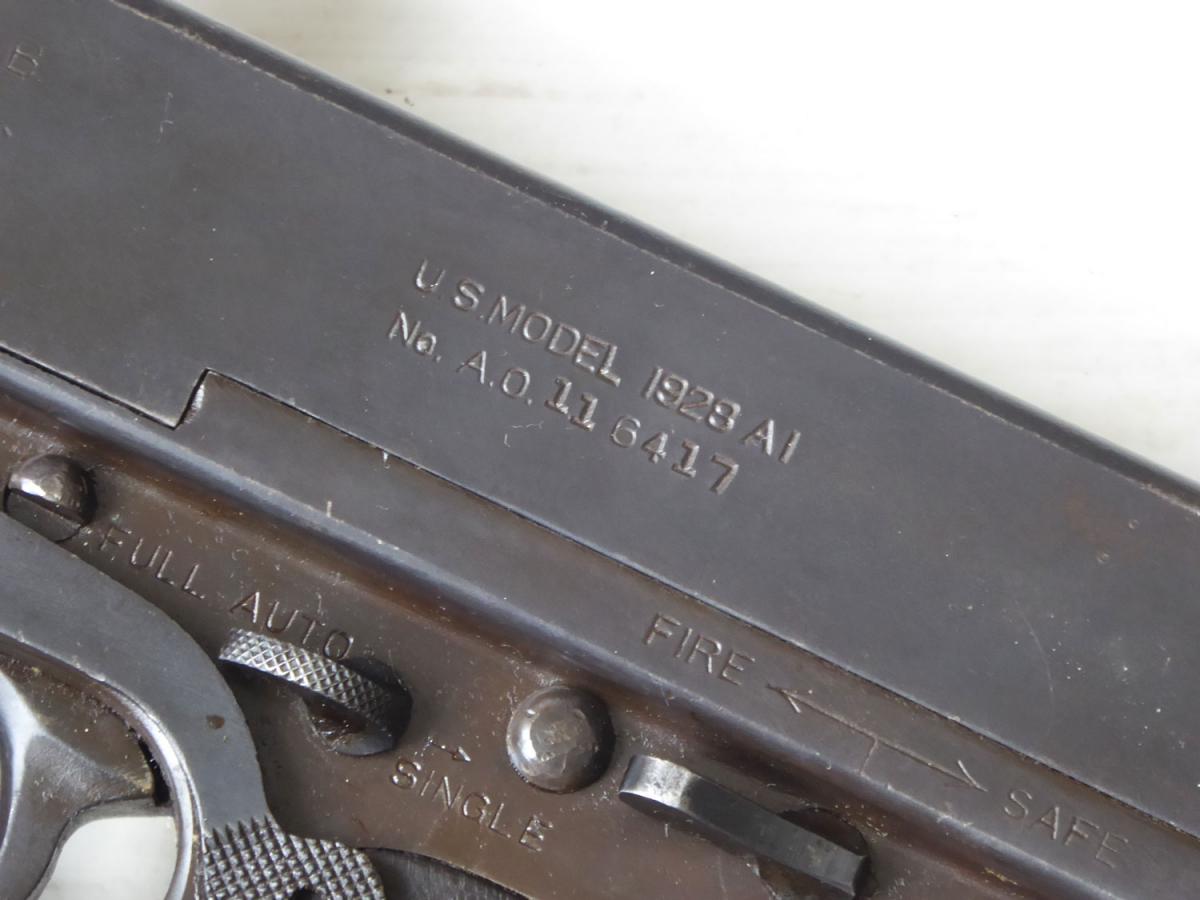 B
U.S. MODEL 1928 A1
No. A.O. 116417
FULL AUTO
FIRE
SINGLE
SAFE